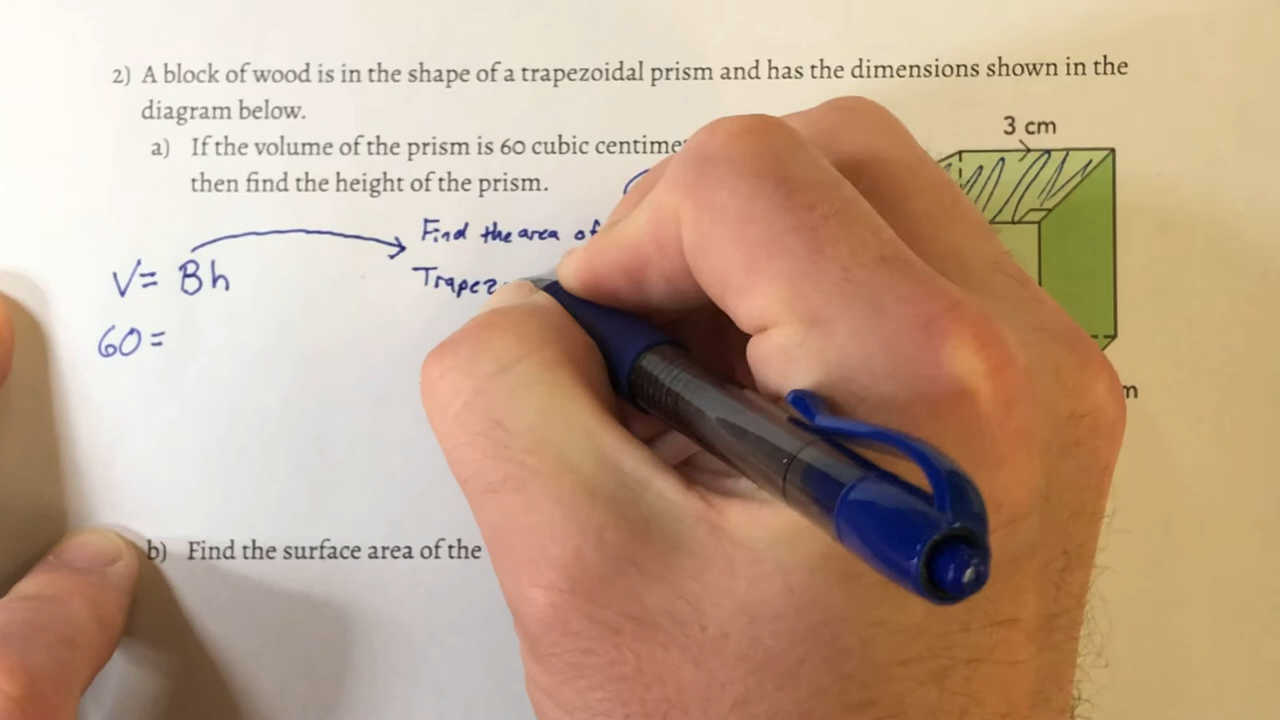 2) A block of wood is in the shape of a trapezoidal prism and has the dimensions shown in the
diagram below.
3 cm
a) If the volume of the prism is 60 cubic
then find the height of the prism.
Find the area of
V = Bh
60 =
b) Find the surface area of the